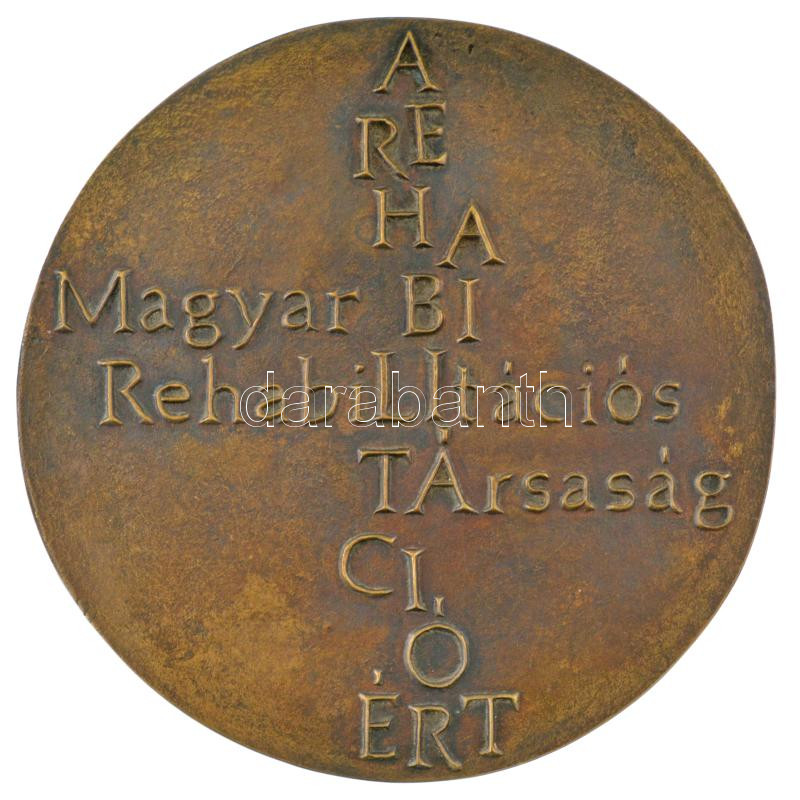 A
RE
HA
Magyar BI
Rehabilitációs
TÁrsaság
CI,
Ó
ÉRT
darabanth